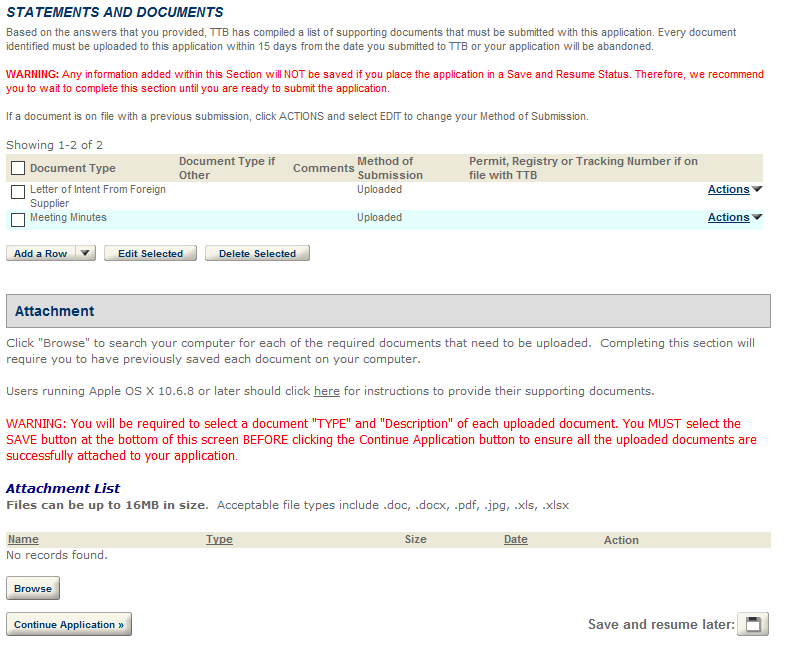 STATEMENTS AND DOCUMENTS
Based on the answers that you provided, TTB has compiled a list of supporting documents that must be submitted with this application. Every document
identified must be uploaded to this application within 15 days from the date you submitted to TTB or your application will be abandoned.
WARNING: Any information added within this Section will NOT be saved if you place the application in a Save and Resume Status. Therefore, we recommend
you to wait to complete this section until you are ready to submit the application.
If a document is on file with a previous submission, click ACTIONS and select EDIT to change your Method of Submission.
Showing 1-2 of 2
Document Type Document Type if Other Comments Method of Submission Permit, Registry or Tracking Number if on file with TTB
Letter of Intent From Foreign Supplier Uploaded Actions
Meeting Minutes Uploaded Actions
Add a Row Edit Selected Delete Selected
Attachment
Click "Browse" to search your computer for each of the required documents that need to be uploaded. Completing this section will
require you to have previously saved each document on your computer.
Users running Apple OS X 10.6.8 or later should click here for instructions to provide their supporting documents.
WARNING: You will be required to select a document "TYPE" and "Description" of each uploaded document. You MUST select the
SAVE button at the bottom of this screen BEFORE clicking the Continue Application button to ensure all the uploaded documents are
successfully attached to your application.
Attachment List
Files can be up to 16MB in size. Acceptable file types include .doc, .docx, .pdf, .jpg, .xls, .xlsx
Name Type Size Date Action
No records found.
Browse
Continue Application » Save and resume later: